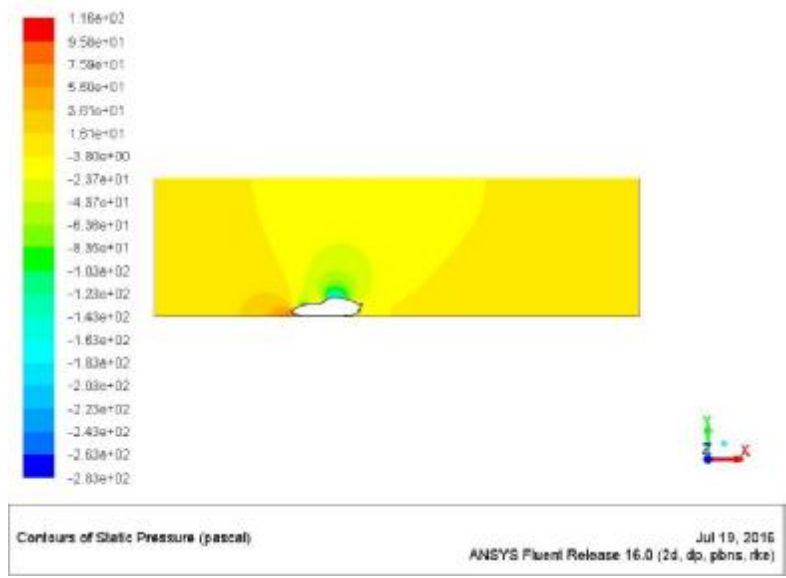 1.16e+02
9.58e+01
7.59e+01
5.60e+01
3.61e+01
1.61e+01
-3.80e+00
-2.37e+01
-4.37e+01
-6.36e+01
-8.35e+01
-1.03e+02
-1.23e+02
-1.43e+02
-1.63e+02
-1.83e+02
-2.03e+02
-2.23e+02
-2.43e+02
-2.63e+02
-2.83e+02
Y
Z
X
Contours of Static Pressure (pascal)
Jul 19, 2016
ANSYS Fluent Release 16.0 (2d, dp, pbns, rke)